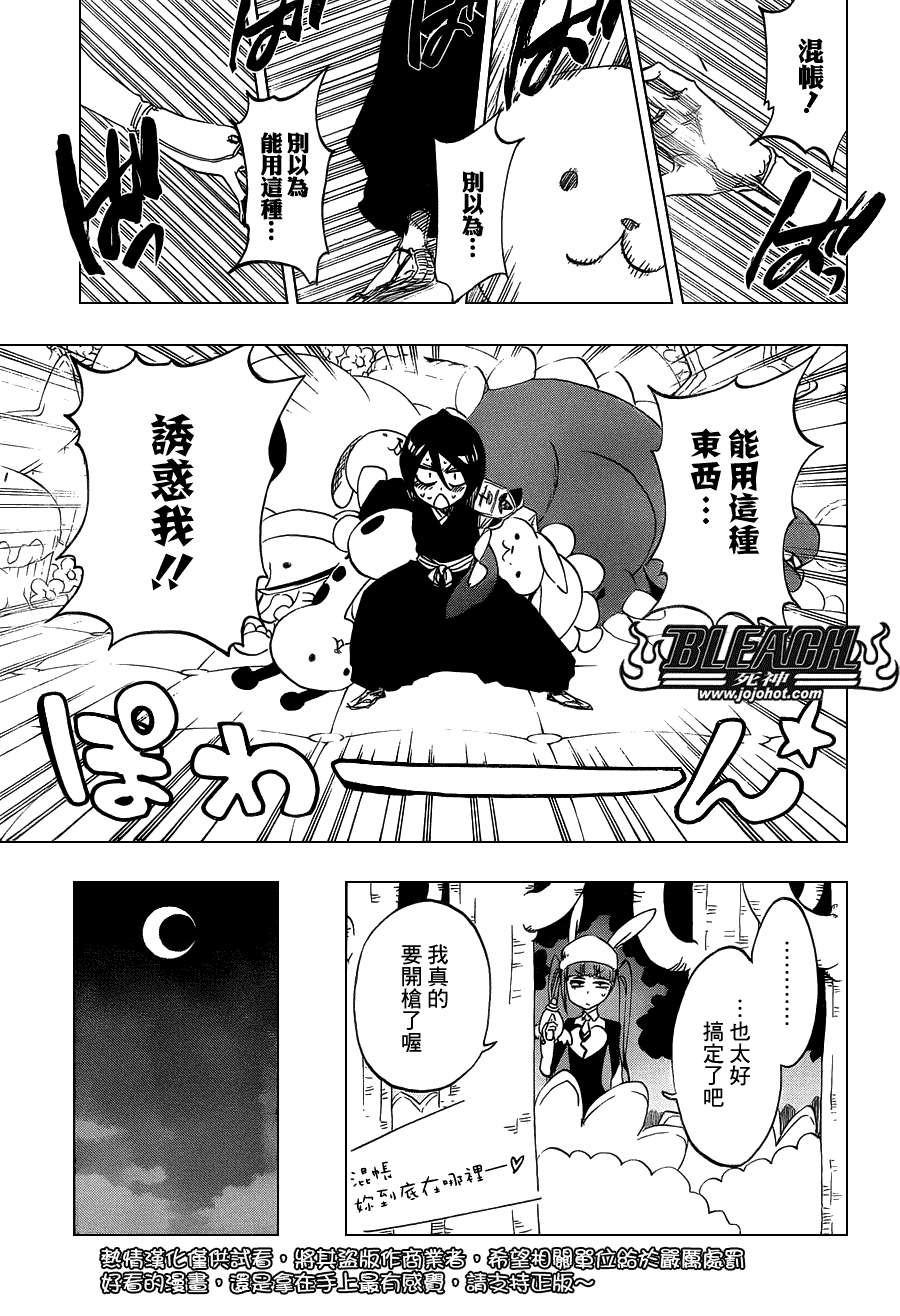 混帳！
別以為…
別以為
能用這種…
ばっ
ばっ
ばっ
ばっ
能用這種
東西…
誘惑我!!
BLEACH
死神
www.jojohot.com
ぽわーん☆
…………
…也太好
搞定了吧
我真的
要開槍了喔
混帳
妳到底在哪裡一♡
熱情漢化僅供試看，將其盜版作商業者，希望相關單位給於嚴厲處罰
好看的漫畫，還是拿在手上最有感覺，請支持正版～